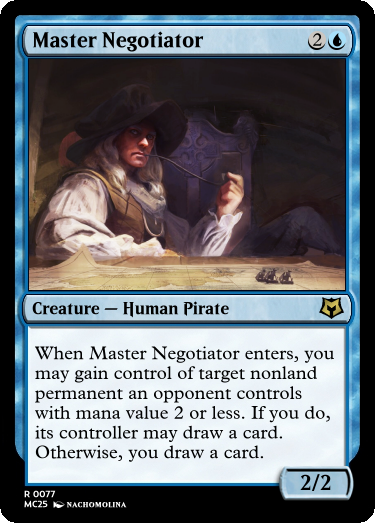 Master Negotiator 2
Creature — Human Pirate
When Master Negotiator enters, you
may gain control of target nonland
permanent an opponent controls
with mana value 2 or less. If you do,
its controller may draw a card.
Otherwise, you draw a card.
2/2
R 0077
MC25 NACHOMOLINA